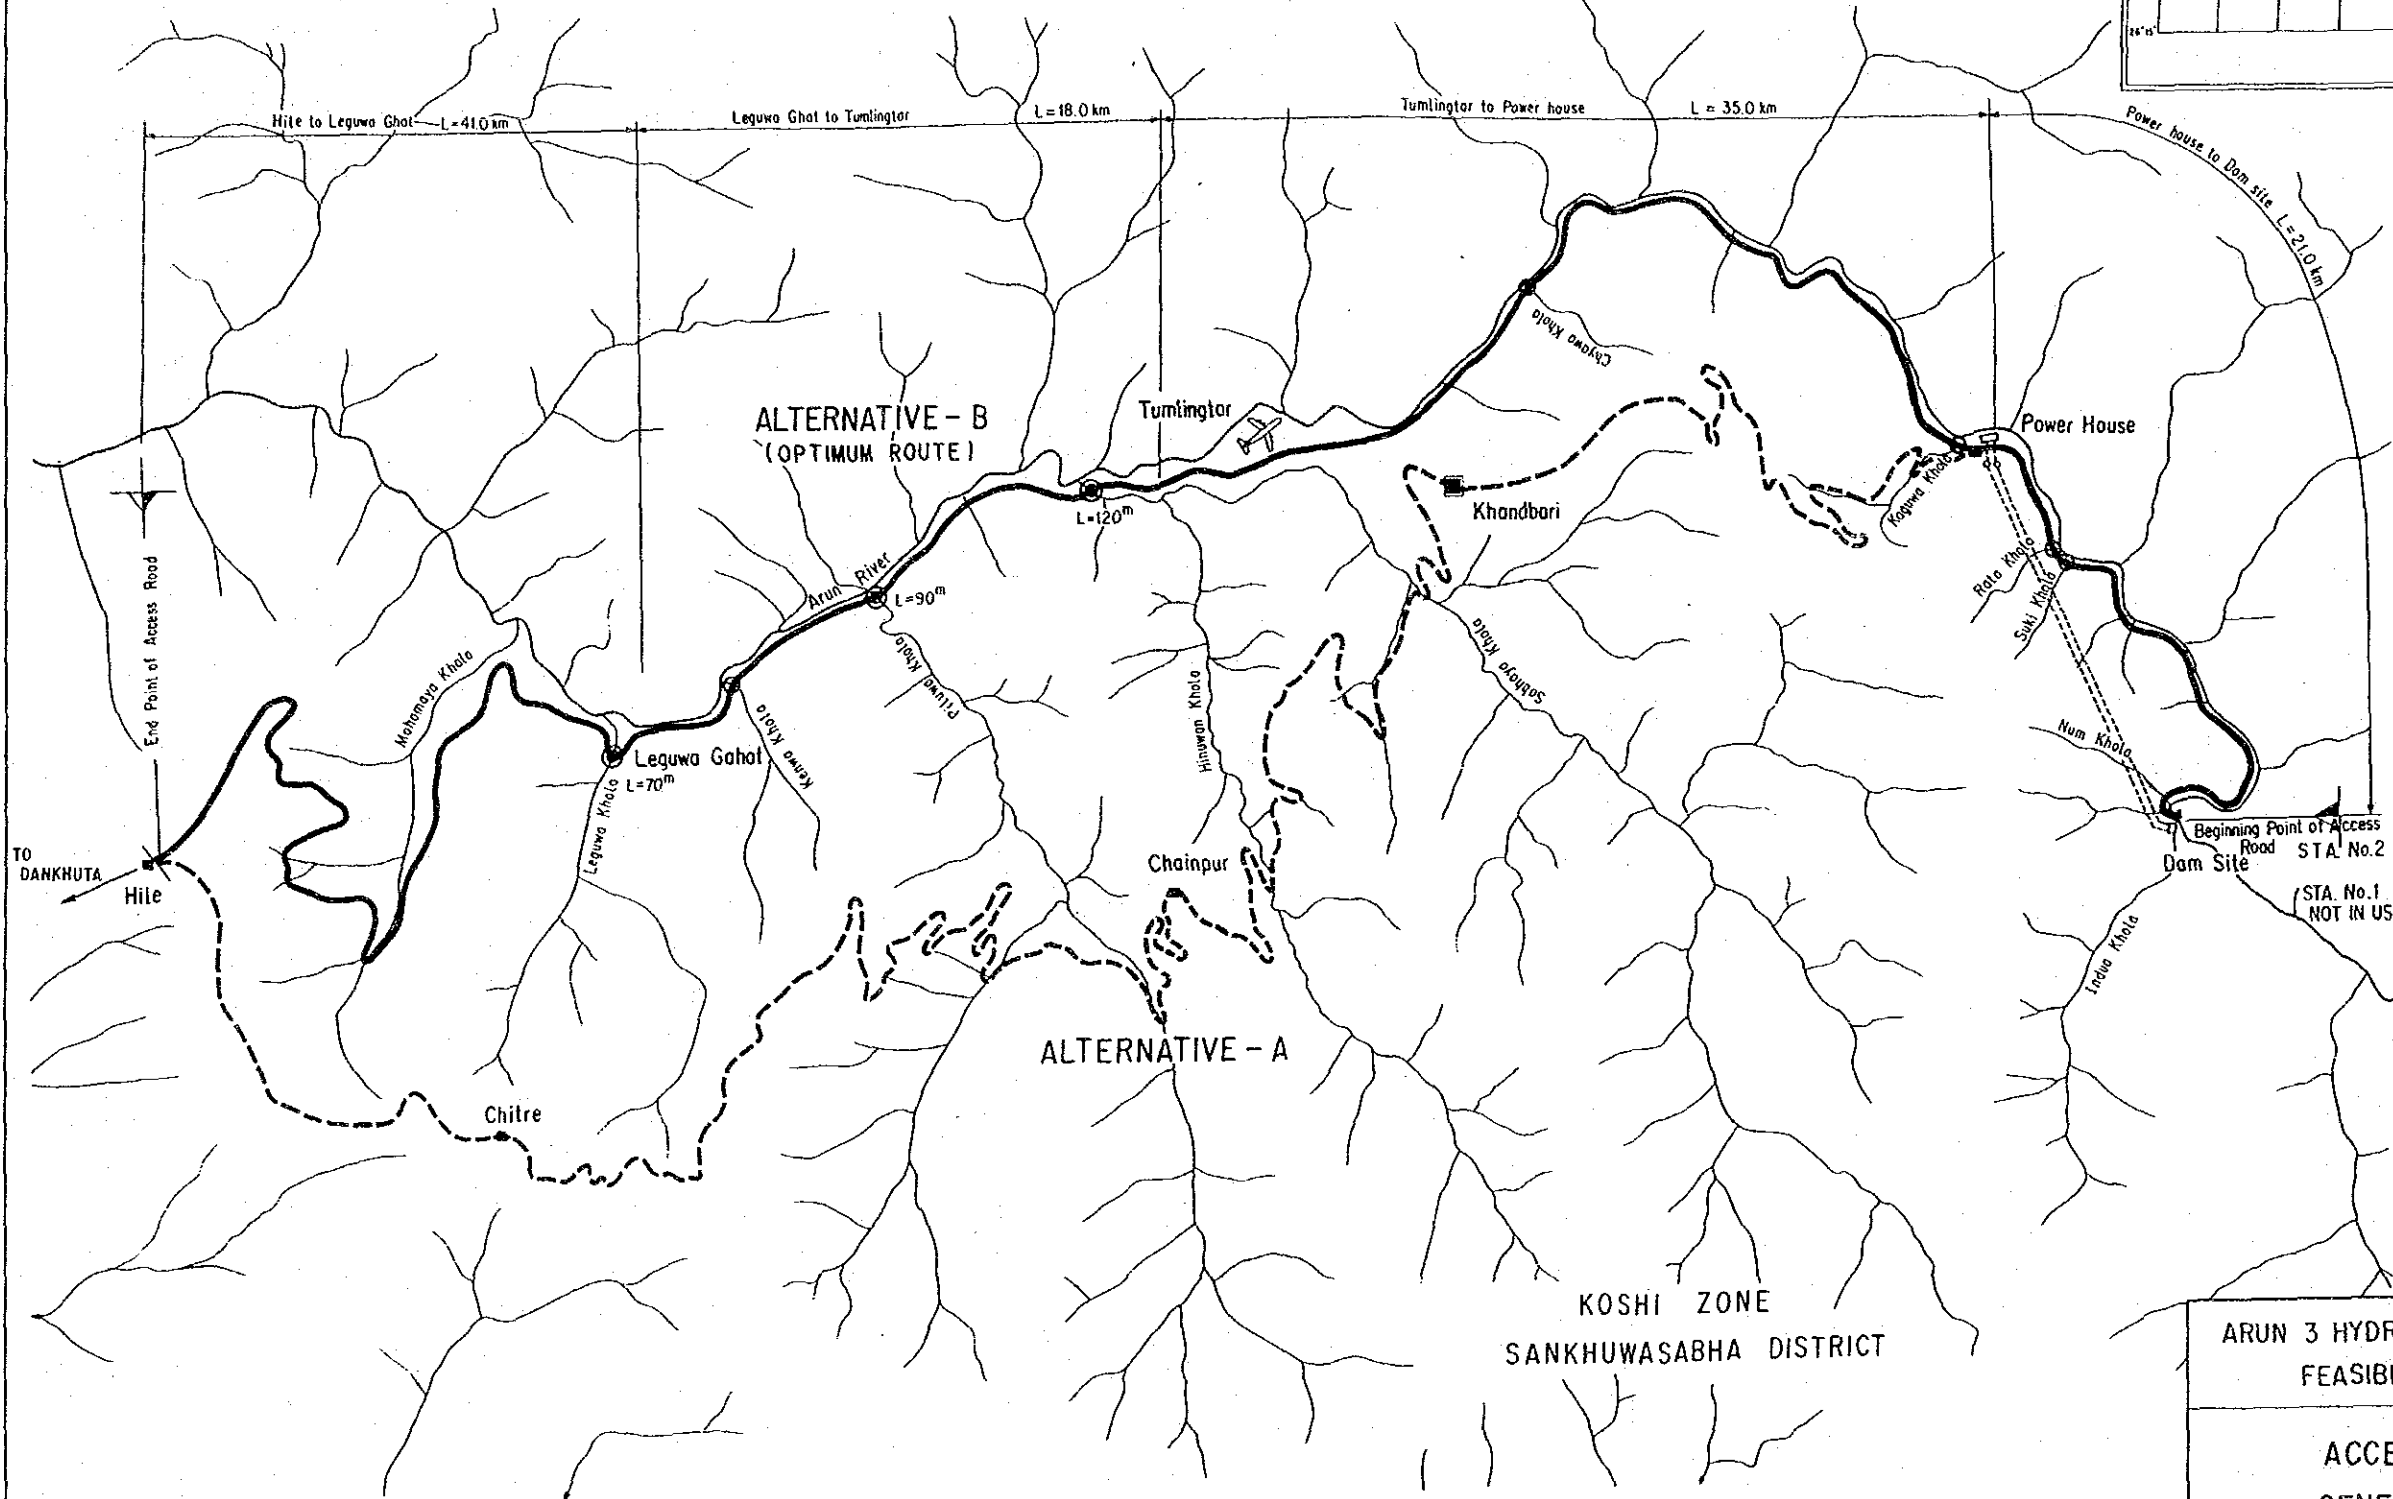 26°15'
Hile to Leguwa Ghat L=41.0 km
Leguwa Ghat to Tumlingtar L=18.0 km
Tumlingtar to Power house L = 35.0 km
Power house to Dam site L=21.0 km
Chyawa Khola
ALTERNATIVE - B
(OPTIMUM ROUTE)
Tumlingtar
Power House
Khandbari
L=120m
Kaguwa Khola
End Point of Access Road
Arun River
L=90m
Rato Khola
Suki Khola
Mahamaya Khola
Piluwa Khola
Hinuwan Khola
Sabhaya Khola
Num Khola
Leguwa Gahat
L=70m
Kenwa Khola
Leguwa Khola
Beginning Point of Access
Road STA. No.2
Dam Site
TO
DANKHUTA
Hile
Chainpur
(STA. No.1
NOT IN US
Indua Khola
ALTERNATIVE - A
Chitre
KOSHI ZONE
SANKHUWASABHA DISTRICT
ARUN 3 HYDR
FEASIBI
ACCE